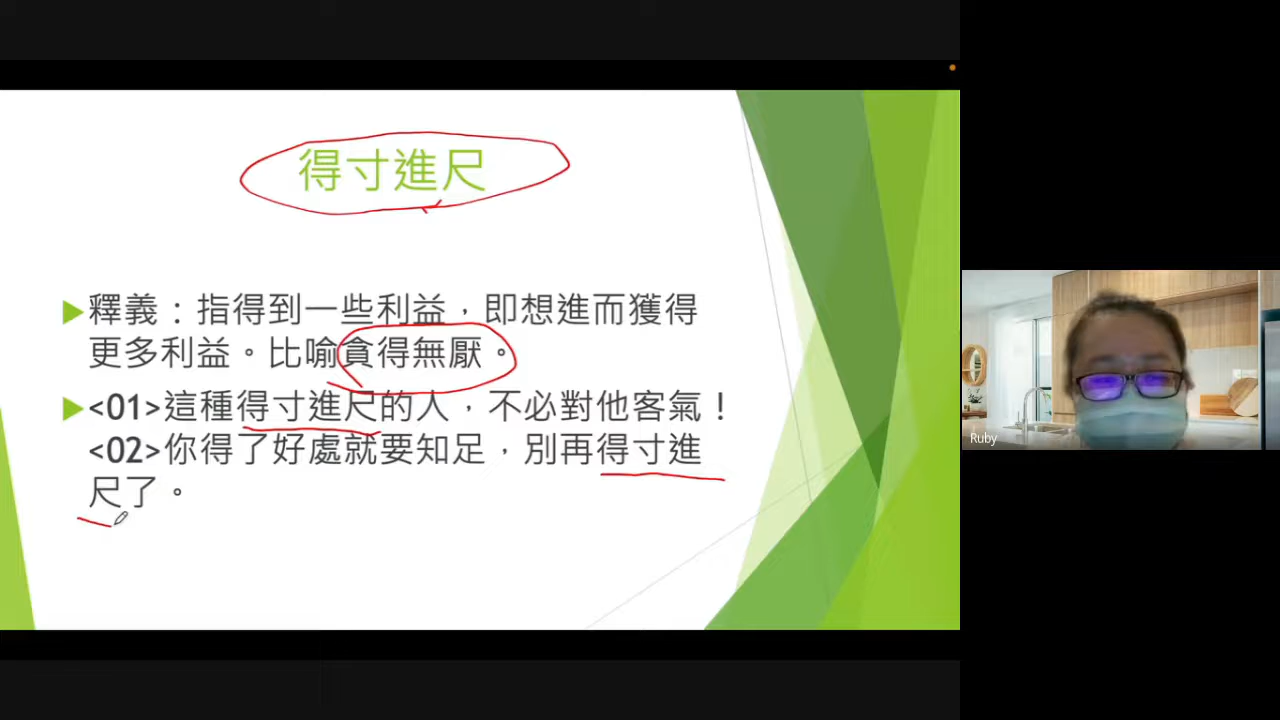 得寸進尺
釋義：指得到一些利益，即想進而獲得
更多利益。比喻貪得無厭。
<01>這種得寸進尺的人，不必對他客氣！
<02>你得了好處就要知足，別再得寸進
尺了。
Ruby